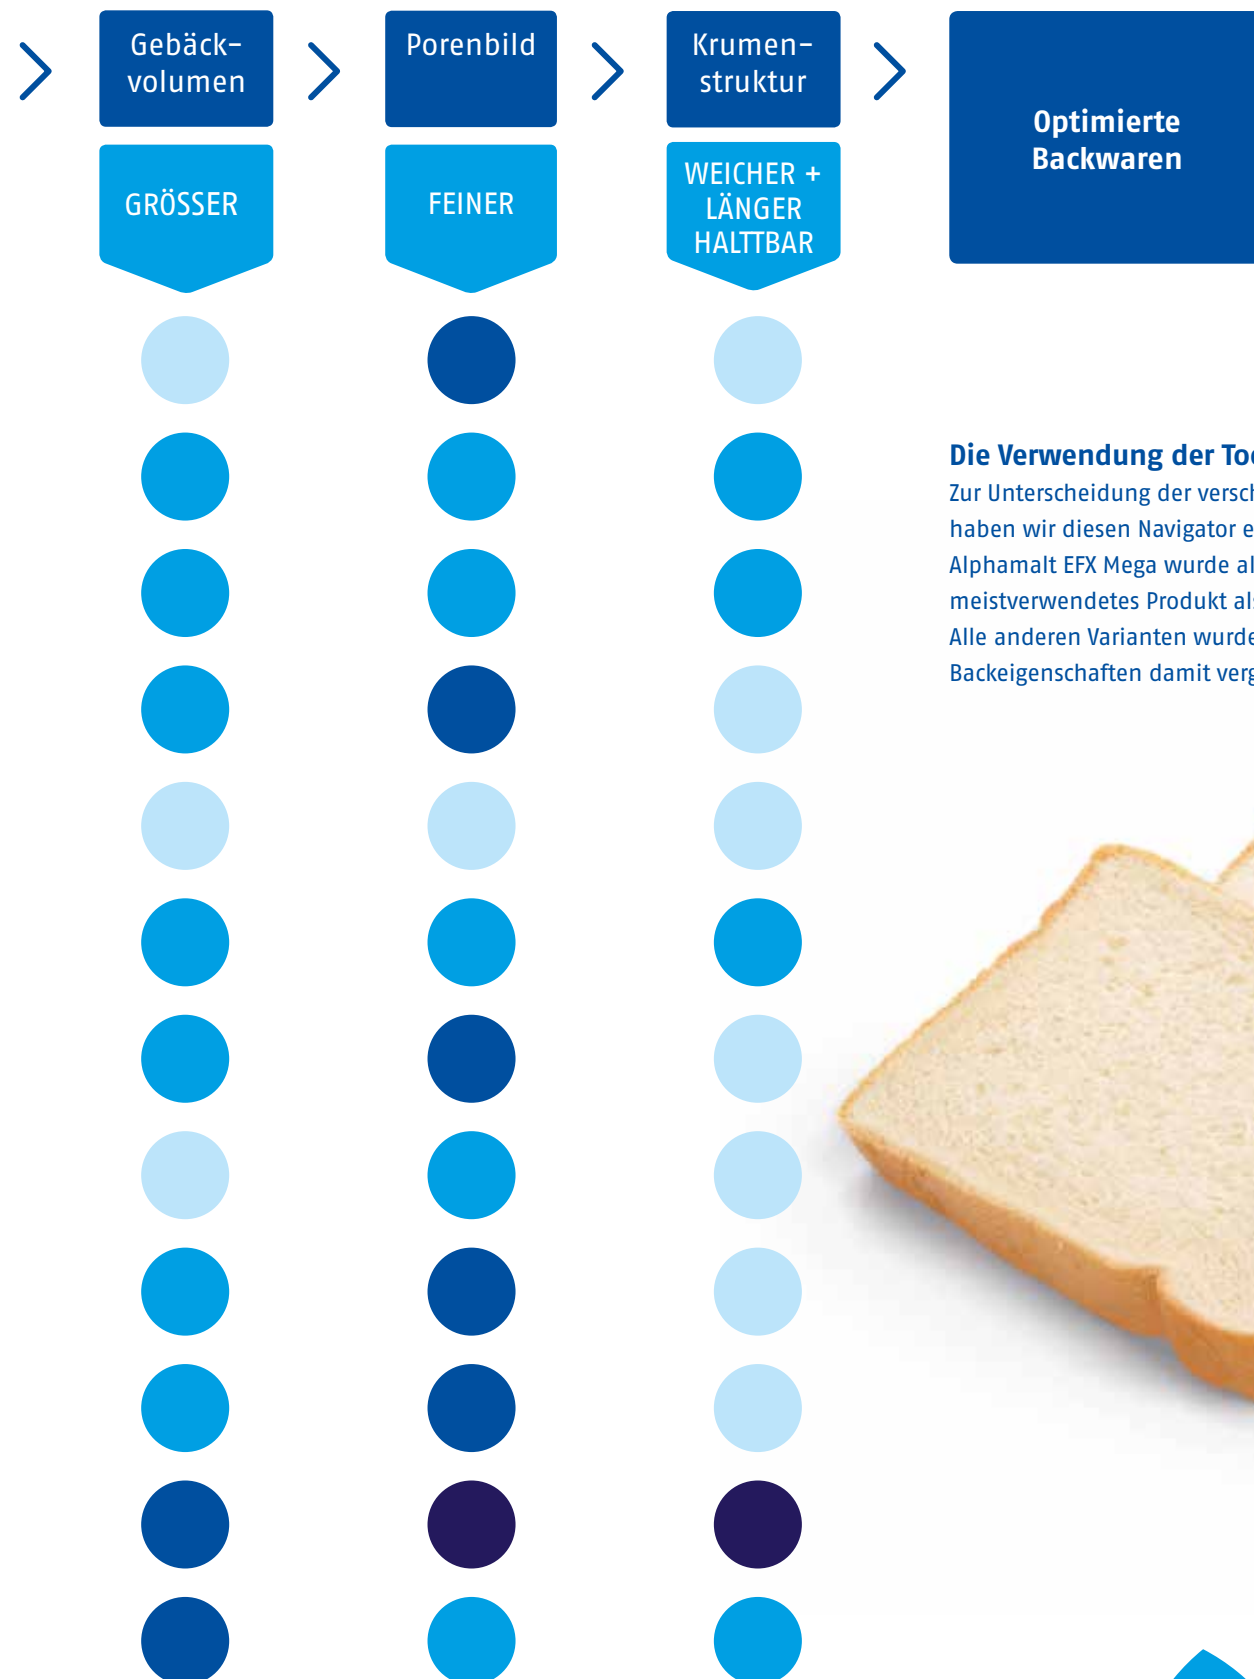 Gebäck-
volumen
Porenbild
Krumen-
struktur
Optimierte
Backwaren
GRÖSSER
FEINER
WEICHER +
LÄNGER
HALTTBAR
Die Verwendung der
Zur Unterscheidung der
haben wir diesen Navigator
Alphamalt EFX Mega wurde
meistverwendetes Produkt
Alle anderen Varianten
Backeigenschaften damit